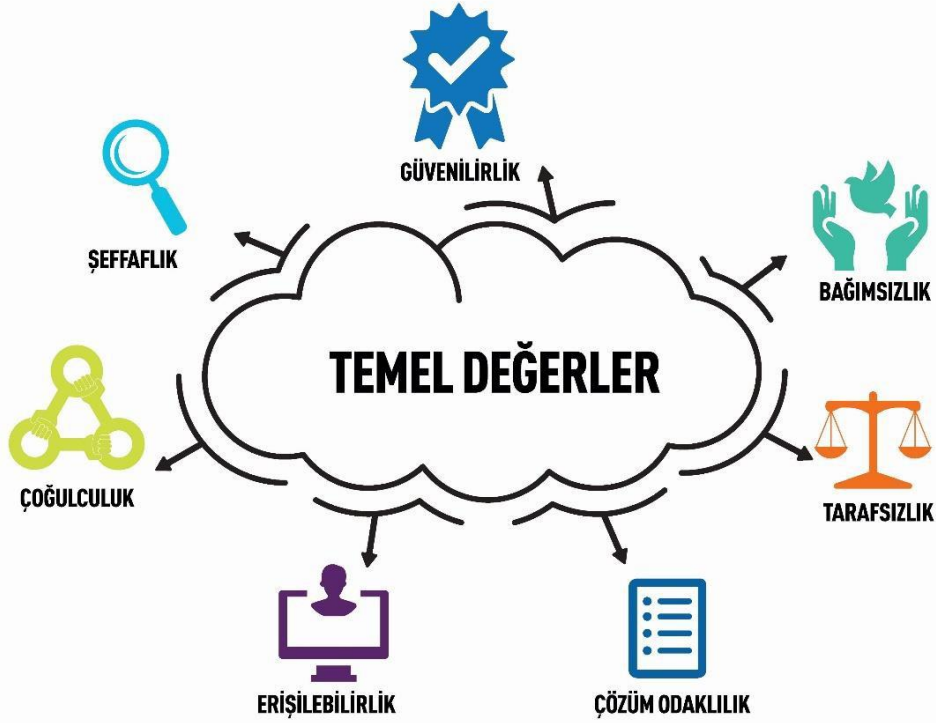 GÜVENİLİRLİK
ŞEFFAFLIK
BAĞIMSIZLIK
TEMEL DEĞERLER
ÇOĞULCULUK
TARAFSIZLIK
ERİŞİLEBİLİRLİK
ÇÖZÜM ODAKLILIK